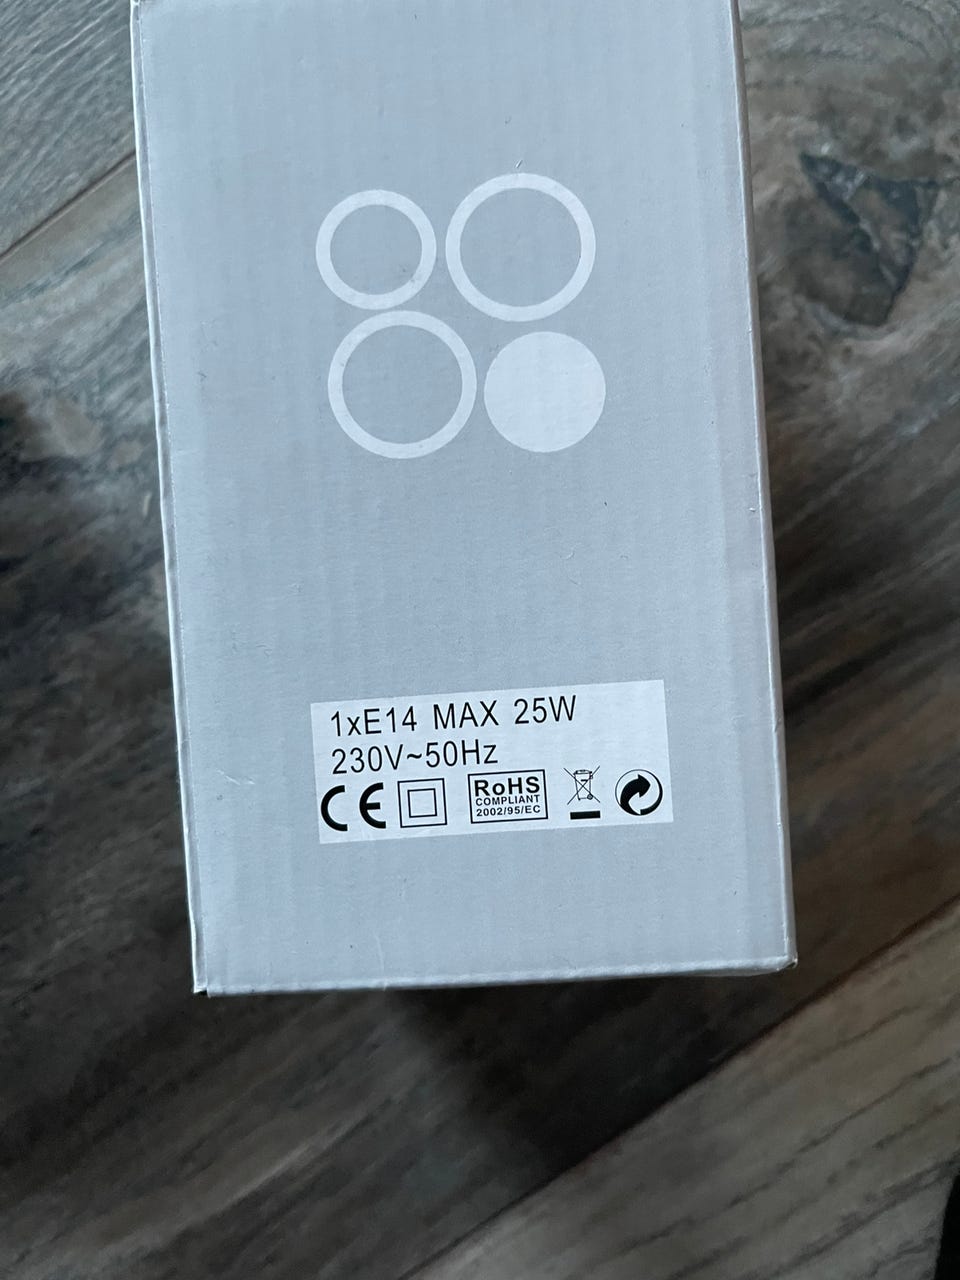 1xE14 MAX 25W
230V~50Hz
CE
RoHS
COMPLIANT
2002/95/EC